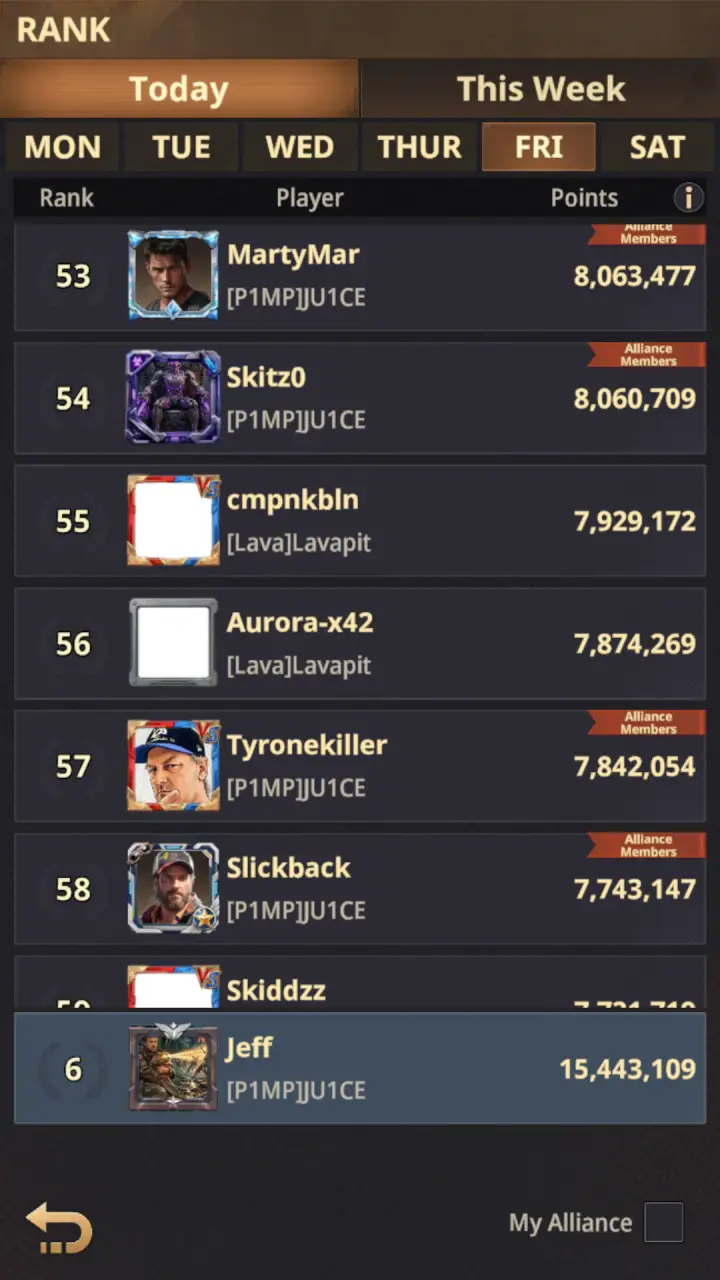 RANK
Today This Week
MON TUE WED THUR FRI SAT
Rank Player Points i
Alliance
Members
53 MartyMar 8,063,477
[P1MP]JU1CE
Alliance
Members
54 Skitz0 8,060,709
[P1MP]JU1CE
55 cmpnkbln 7,929,172
[Lava]Lavapit
56 Aurora-x42 7,874,269
[Lava]Lavapit
Alliance
Members
57 Tyronekiller 7,842,054
[P1MP]JU1CE
Alliance
Members
58 Slickback 7,743,147
[P1MP]JU1CE
Skiddzz
6 Jeff 15,443,109
[P1MP]JU1CE
My Alliance